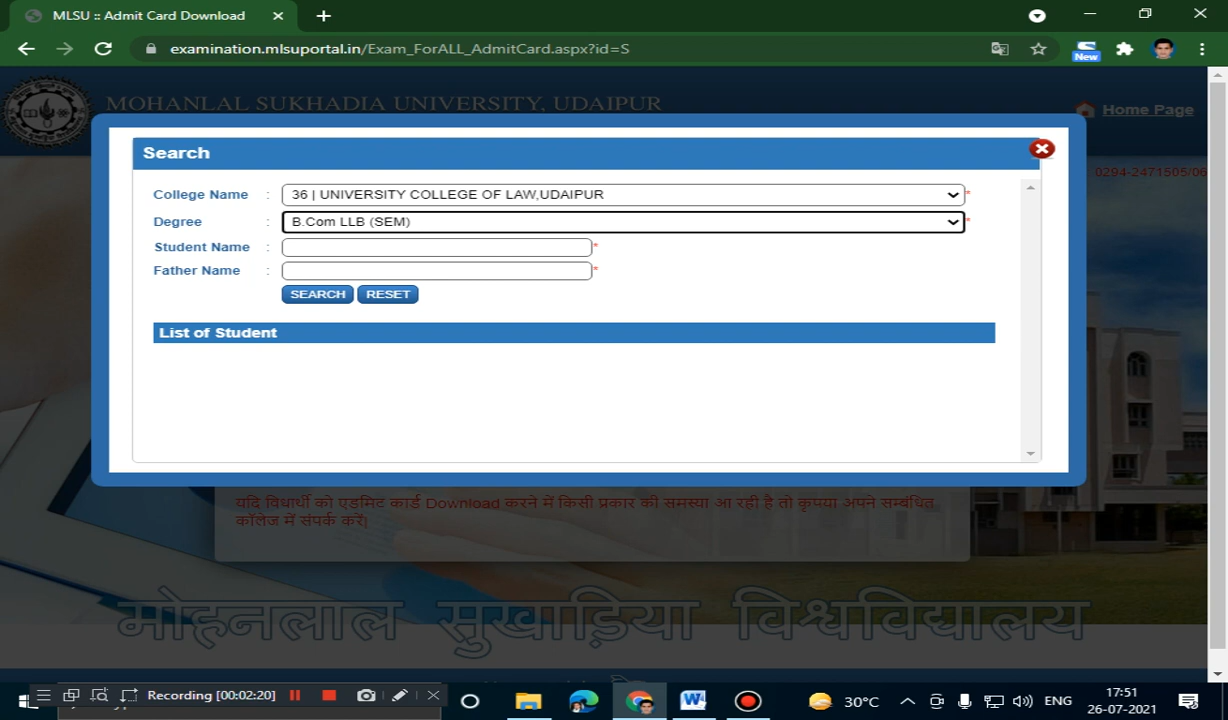 MLSU :: Admit Card Download
examination.mlsuportal.in/Exam_ForALL_AdmitCard.aspx?id=S
New
MOHANLAL SUKHADIA UNIVERSITY, UDAIPUR
Home Page
0294-2471505/06
Search
College Name : 36 | UNIVERSITY COLLEGE OF LAW,UDAIPUR *
Degree : B.Com LLB (SEM) *
Student Name : *
Father Name : *
SEARCH RESET
List of Student
यदि विधार्थी को एडमिट कार्ड Download करने में किसी प्रकार की समस्या आ रही है तो कृपया अपने सम्बंधित
कॉलेज में संपर्क करें|
मोहनलाल सुखाड़िया विश्वविद्यालय
Recording [00:02:20]
30°C
ENG
17:51
26-07-2021